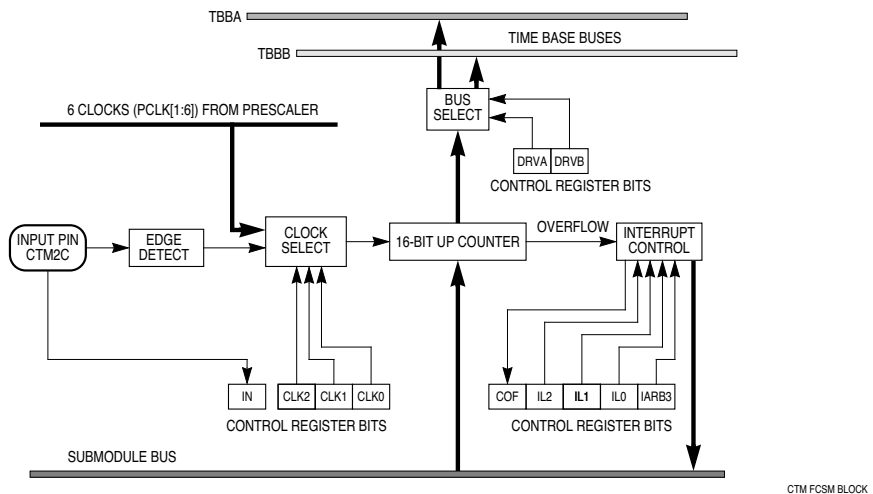 TBBA
TIME BASE BUSES
TBBB
6 CLOCKS (PCLK[1:6]) FROM PRESCALER
BUS
SELECT
DRVA DRVB
CONTROL REGISTER BITS
INPUT PIN
CTM2C
EDGE
DETECT
CLOCK
SELECT
16-BIT UP COUNTER
OVERFLOW
INTERRUPT
CONTROL
IN
CLK2 CLK1 CLK0
CONTROL REGISTER BITS
COF IL2 IL1 IL0 IARB3
CONTROL REGISTER BITS
SUBMODULE BUS
CTM FCSM BLOCK